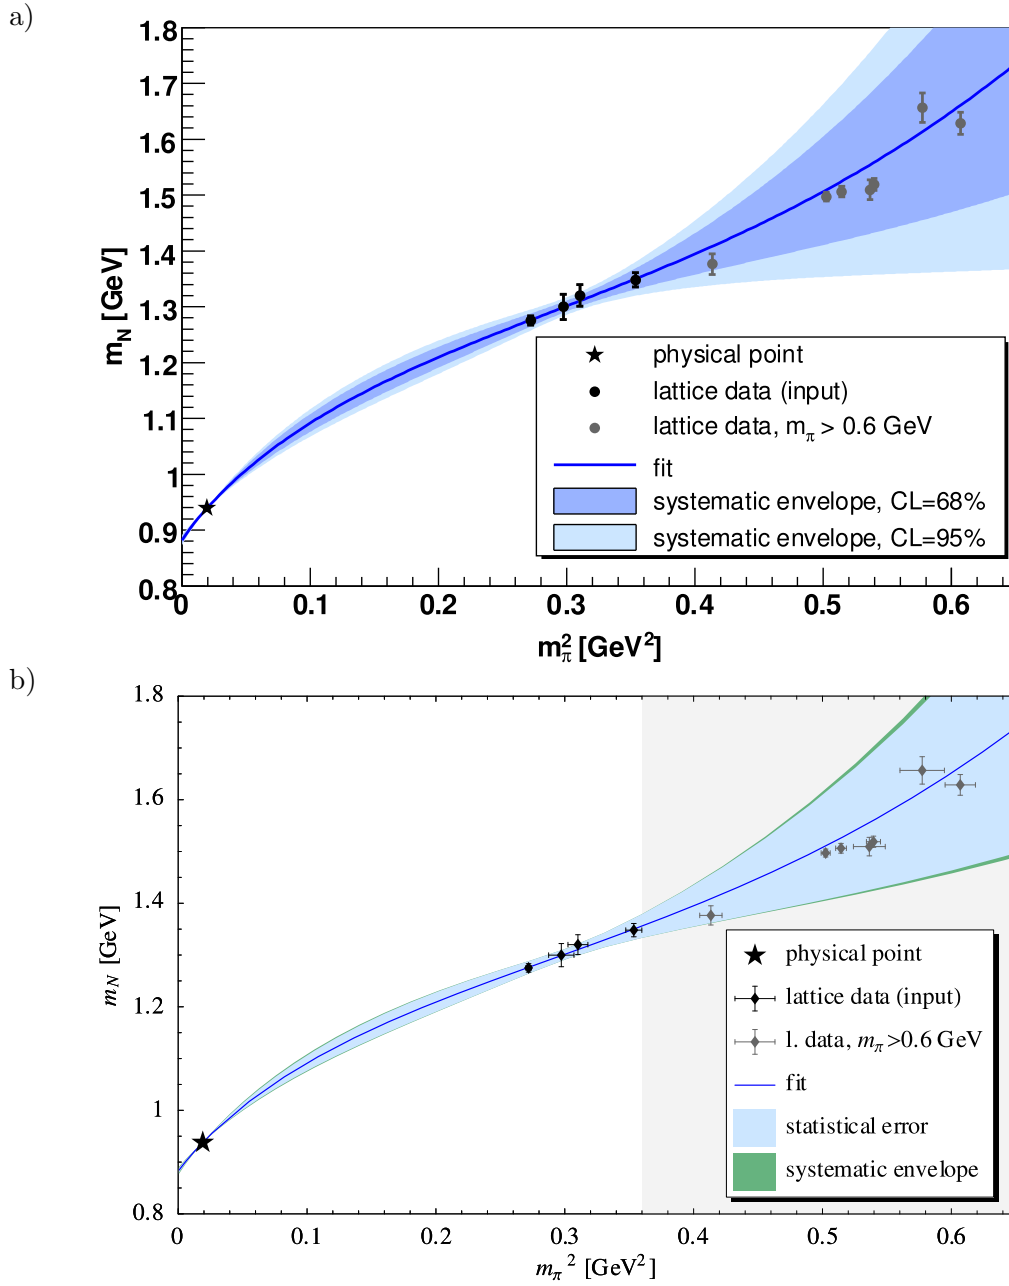 a)
1.8
1.7
1.6
1.5
1.4
1.3
1.2
1.1
1
0.9
0.8
m_N [GeV]
physical point
lattice data (input)
lattice data, m_π > 0.6 GeV
fit
systematic envelope, CL=68%
systematic envelope, CL=95%
0 0.1 0.2 0.3 0.4 0.5 0.6
m_π^2 [GeV^2]
b)
1.8
1.6
1.4
1.2
1
0.8
m_N [GeV]
physical point
lattice data (input)
l. data, m_π >0.6 GeV
fit
statistical error
systematic envelope
0 0.1 0.2 0.3 0.4 0.5 0.6
m_π^2 [GeV^2]